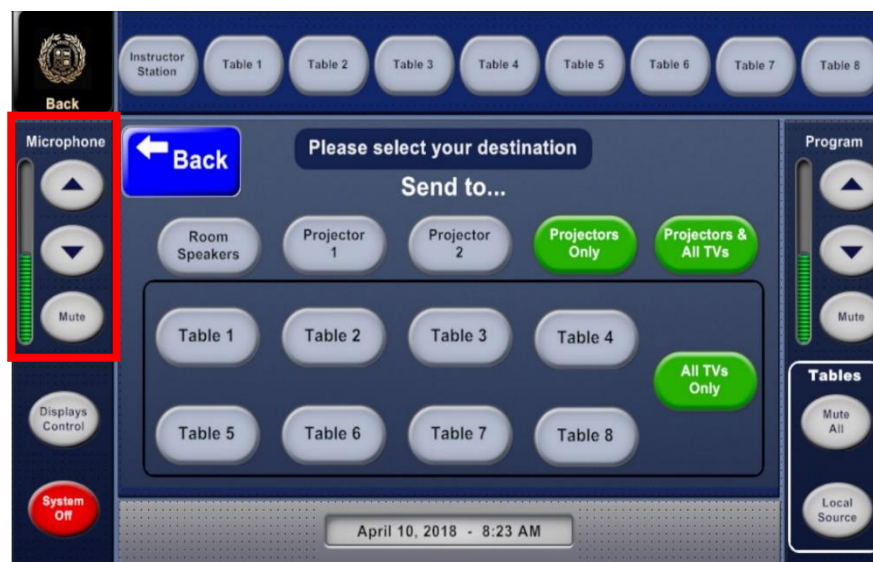 Back
Instructor
Station
Table 1
Table 2
Table 3
Table 4
Table 5
Table 6
Table 7
Table 8
Microphone
Mute
Displays
Control
System
Off
Back
Please select your destination
Send to...
Room
Speakers
Projector
1
Projector
2
Projectors
Only
Projectors &
All TVs
Table 1
Table 2
Table 3
Table 4
All TVs
Only
Table 5
Table 6
Table 7
Table 8
April 10, 2018 - 8:23 AM
Program
Mute
Tables
Mute
All
Local
Source